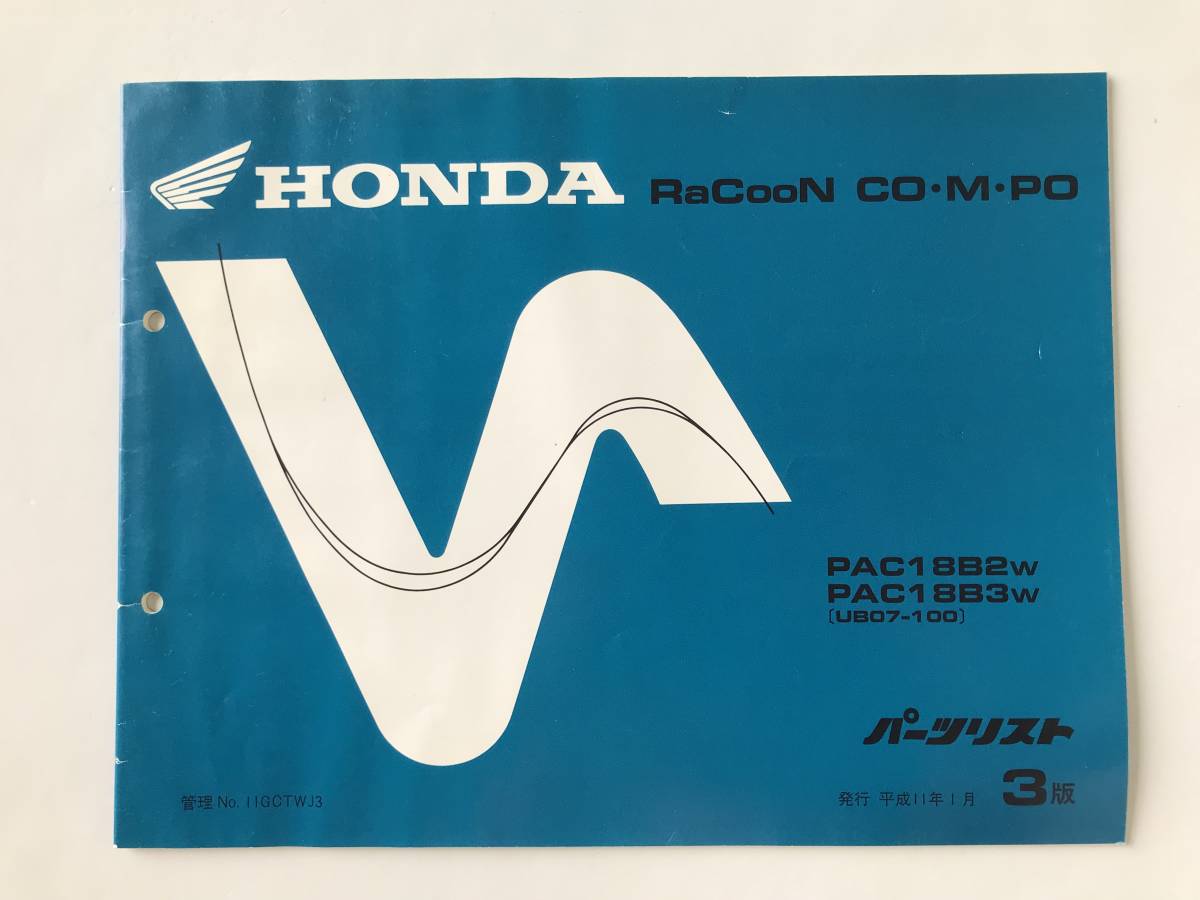 HONDA RaCooN CO・M・PO
PAC18B2W
PAC18B3W
〔UB07-100〕
パーツリスト
管理No.11GCTWJ3
発行 平成11年1月 3版